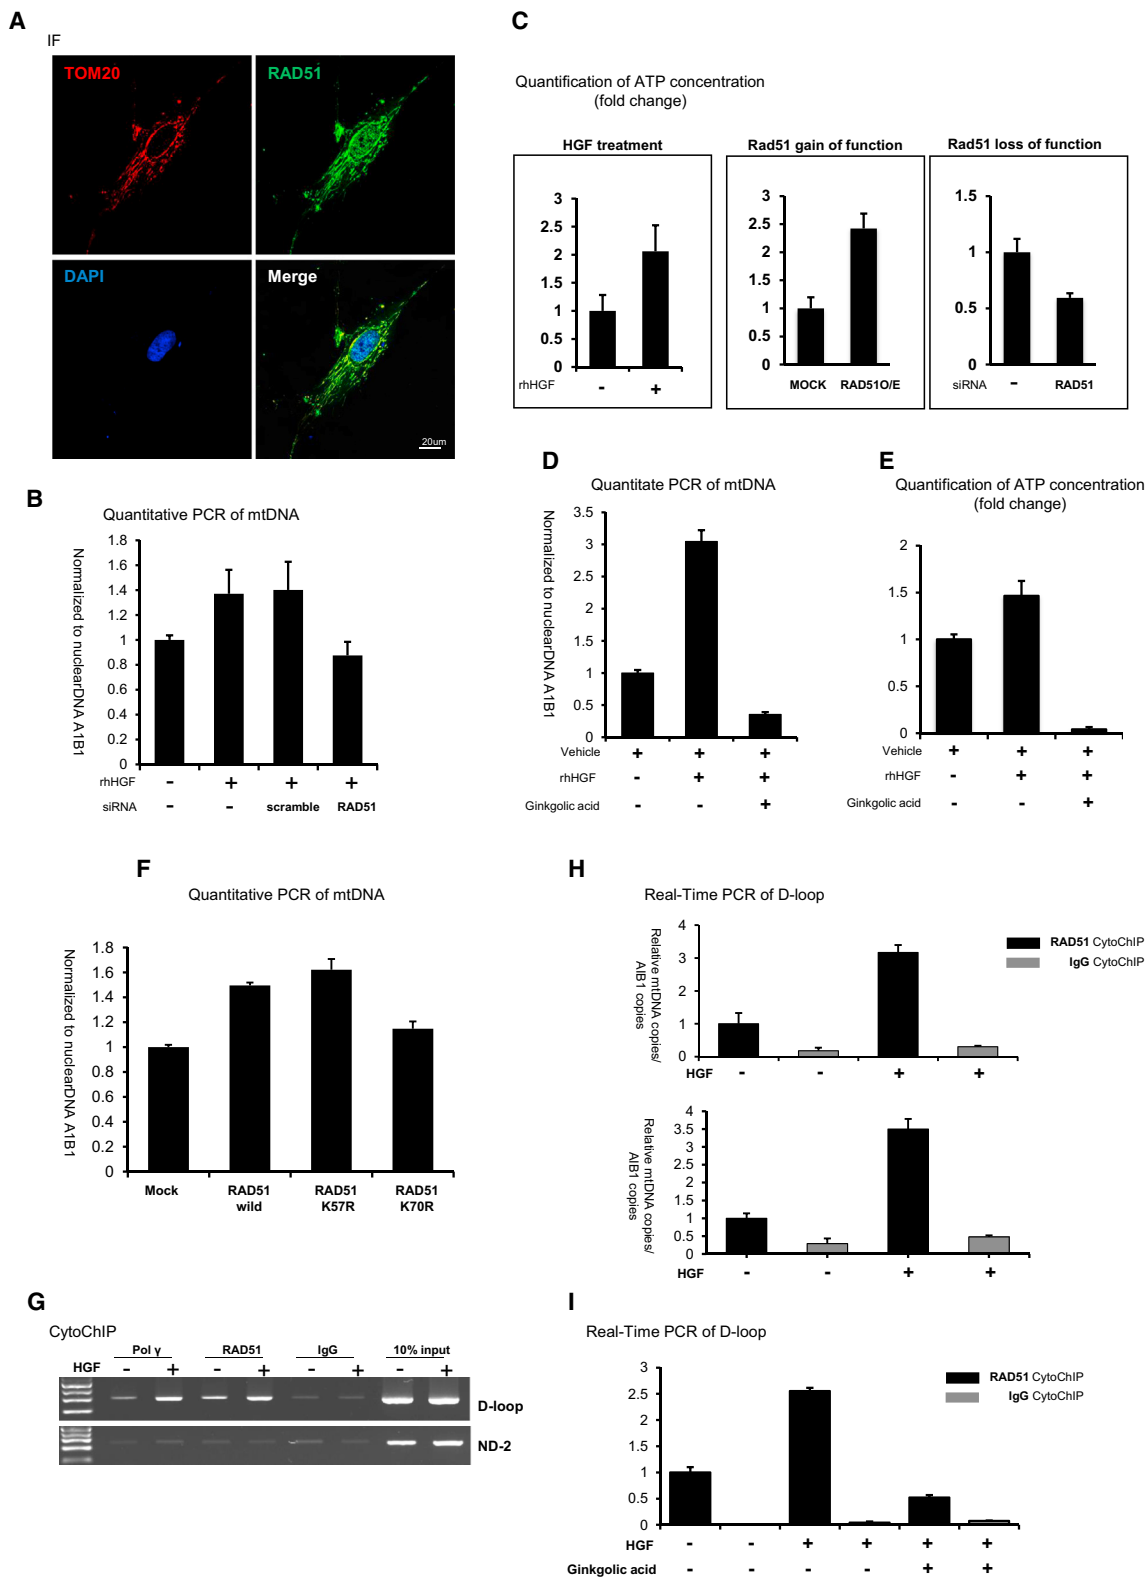 A
IF
TOM20
RAD51
DAPI
Merge
20um
B
Quantitative PCR of mtDNA
Normalized to nuclearDNA A1B1
1.8
1.6
1.4
1.2
1
0.8
0.6
0.4
0.2
0
rhHGF - + + +
siRNA - - scramble RAD51
C
Quantification of ATP concentration
(fold change)
HGF treatment
3
2.5
2
1.5
1
0.5
0
rhHGF - +
Rad51 gain of function
3
2.5
2
1.5
1
0.5
0
MOCK RAD51O/E
Rad51 loss of function
1.5
1
0.5
0
siRNA - RAD51
D
Quantitate PCR of mtDNA
Normalized to nuclearDNA A1B1
3.5
3
2.5
2
1.5
1
0.5
0
Vehicle + + +
rhHGF - + +
Ginkgolic acid - - +
E
Quantification of ATP concentration
(fold change)
2
1.5
1
0.5
0
Vehicle + + +
rhHGF - + +
Ginkgolic acid - - +
F
Quantitative PCR of mtDNA
Normalized to nuclearDNA A1B1
1.8
1.6
1.4
1.2
1
0.8
0.6
0.4
0.2
0
Mock RAD51 RAD51 RAD51
wild K57R K70R
G
CytoChIP
Pol γ RAD51 IgG 10% input
HGF - + - + - + - +
D-loop
ND-2
H
Real-Time PCR of D-loop
Relative mtDNA copies/
AIB1 copies
4
3
2
1
0
HGF - - + +
RAD51 CytoChIP
IgG CytoChIP
Relative mtDNA copies/
AIB1 copies
4
3.5
3
2.5
2
1.5
1
0.5
0
HGF - - + +
I
Real-Time PCR of D-loop
3
2.5
2
1.5
1
0.5
0
RAD51 CytoChIP
IgG CytoChIP
HGF - - + + + +
Ginkgolic acid - - - - + +